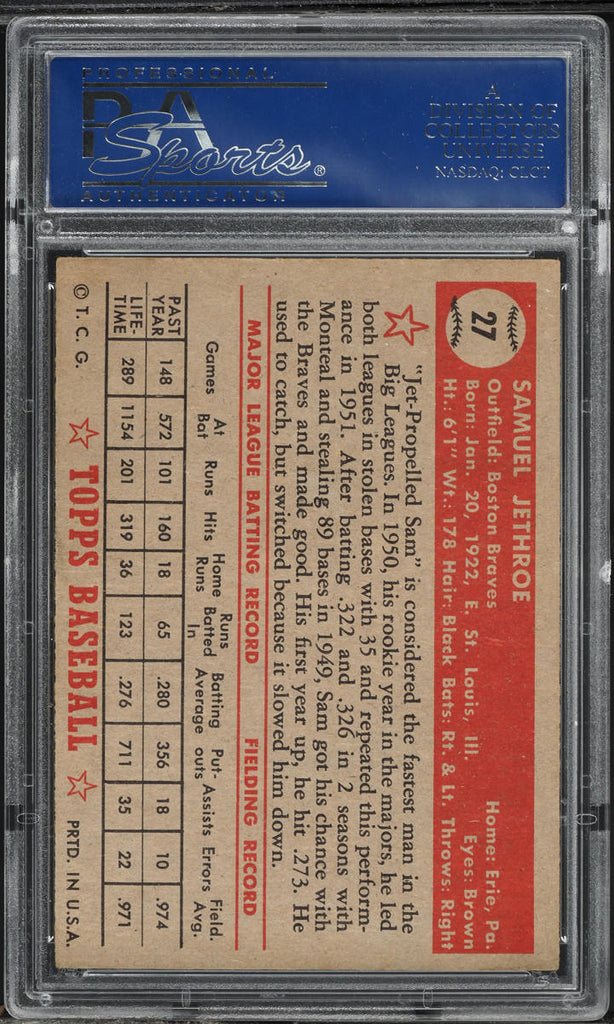 PROFESSIONAL
PSA
Sports®
AUTHENTICATOR
A
DIVISION OF
COLLECTORS
UNIVERSE
NASDAQ: CLCT
27
SAMUEL JETHROE
Outfield: Boston Braves Home: Erie, Pa.
Born: Jan. 20, 1922, E. St. Louis, Ill. Eyes: Brown
Ht.: 6'1" Wt.: 178 Hair: Black Bats: Rt. & Lt. Throws: Right
"Jet-Propelled Sam" is considered the fastest man in the
Big Leagues. In 1950, his rookie year in the majors, he led
both leagues in stolen bases with 35 and repeated this perform-
ance in 1951. After batting .322 and .326 in 2 seasons with
Monteal and stealing 89 bases in 1949, Sam got his chance with
the Braves and made good. His first year up, he hit .273. He
used to catch, but switched because it slowed him down.
MAJOR LEAGUE BATTING RECORD FIELDING RECORD
Games At Bat Runs Hits Home Runs Runs Batted In Batting Average Put-outs Assists Errors Field. Avg.
PAST YEAR 148 572 101 160 18 65 .280 356 18 10 .974
LIFE-TIME 289 1154 201 319 36 123 .276 711 35 22 .971
© T. C. G. TOPPS BASEBALL PRTD. IN U.S.A.